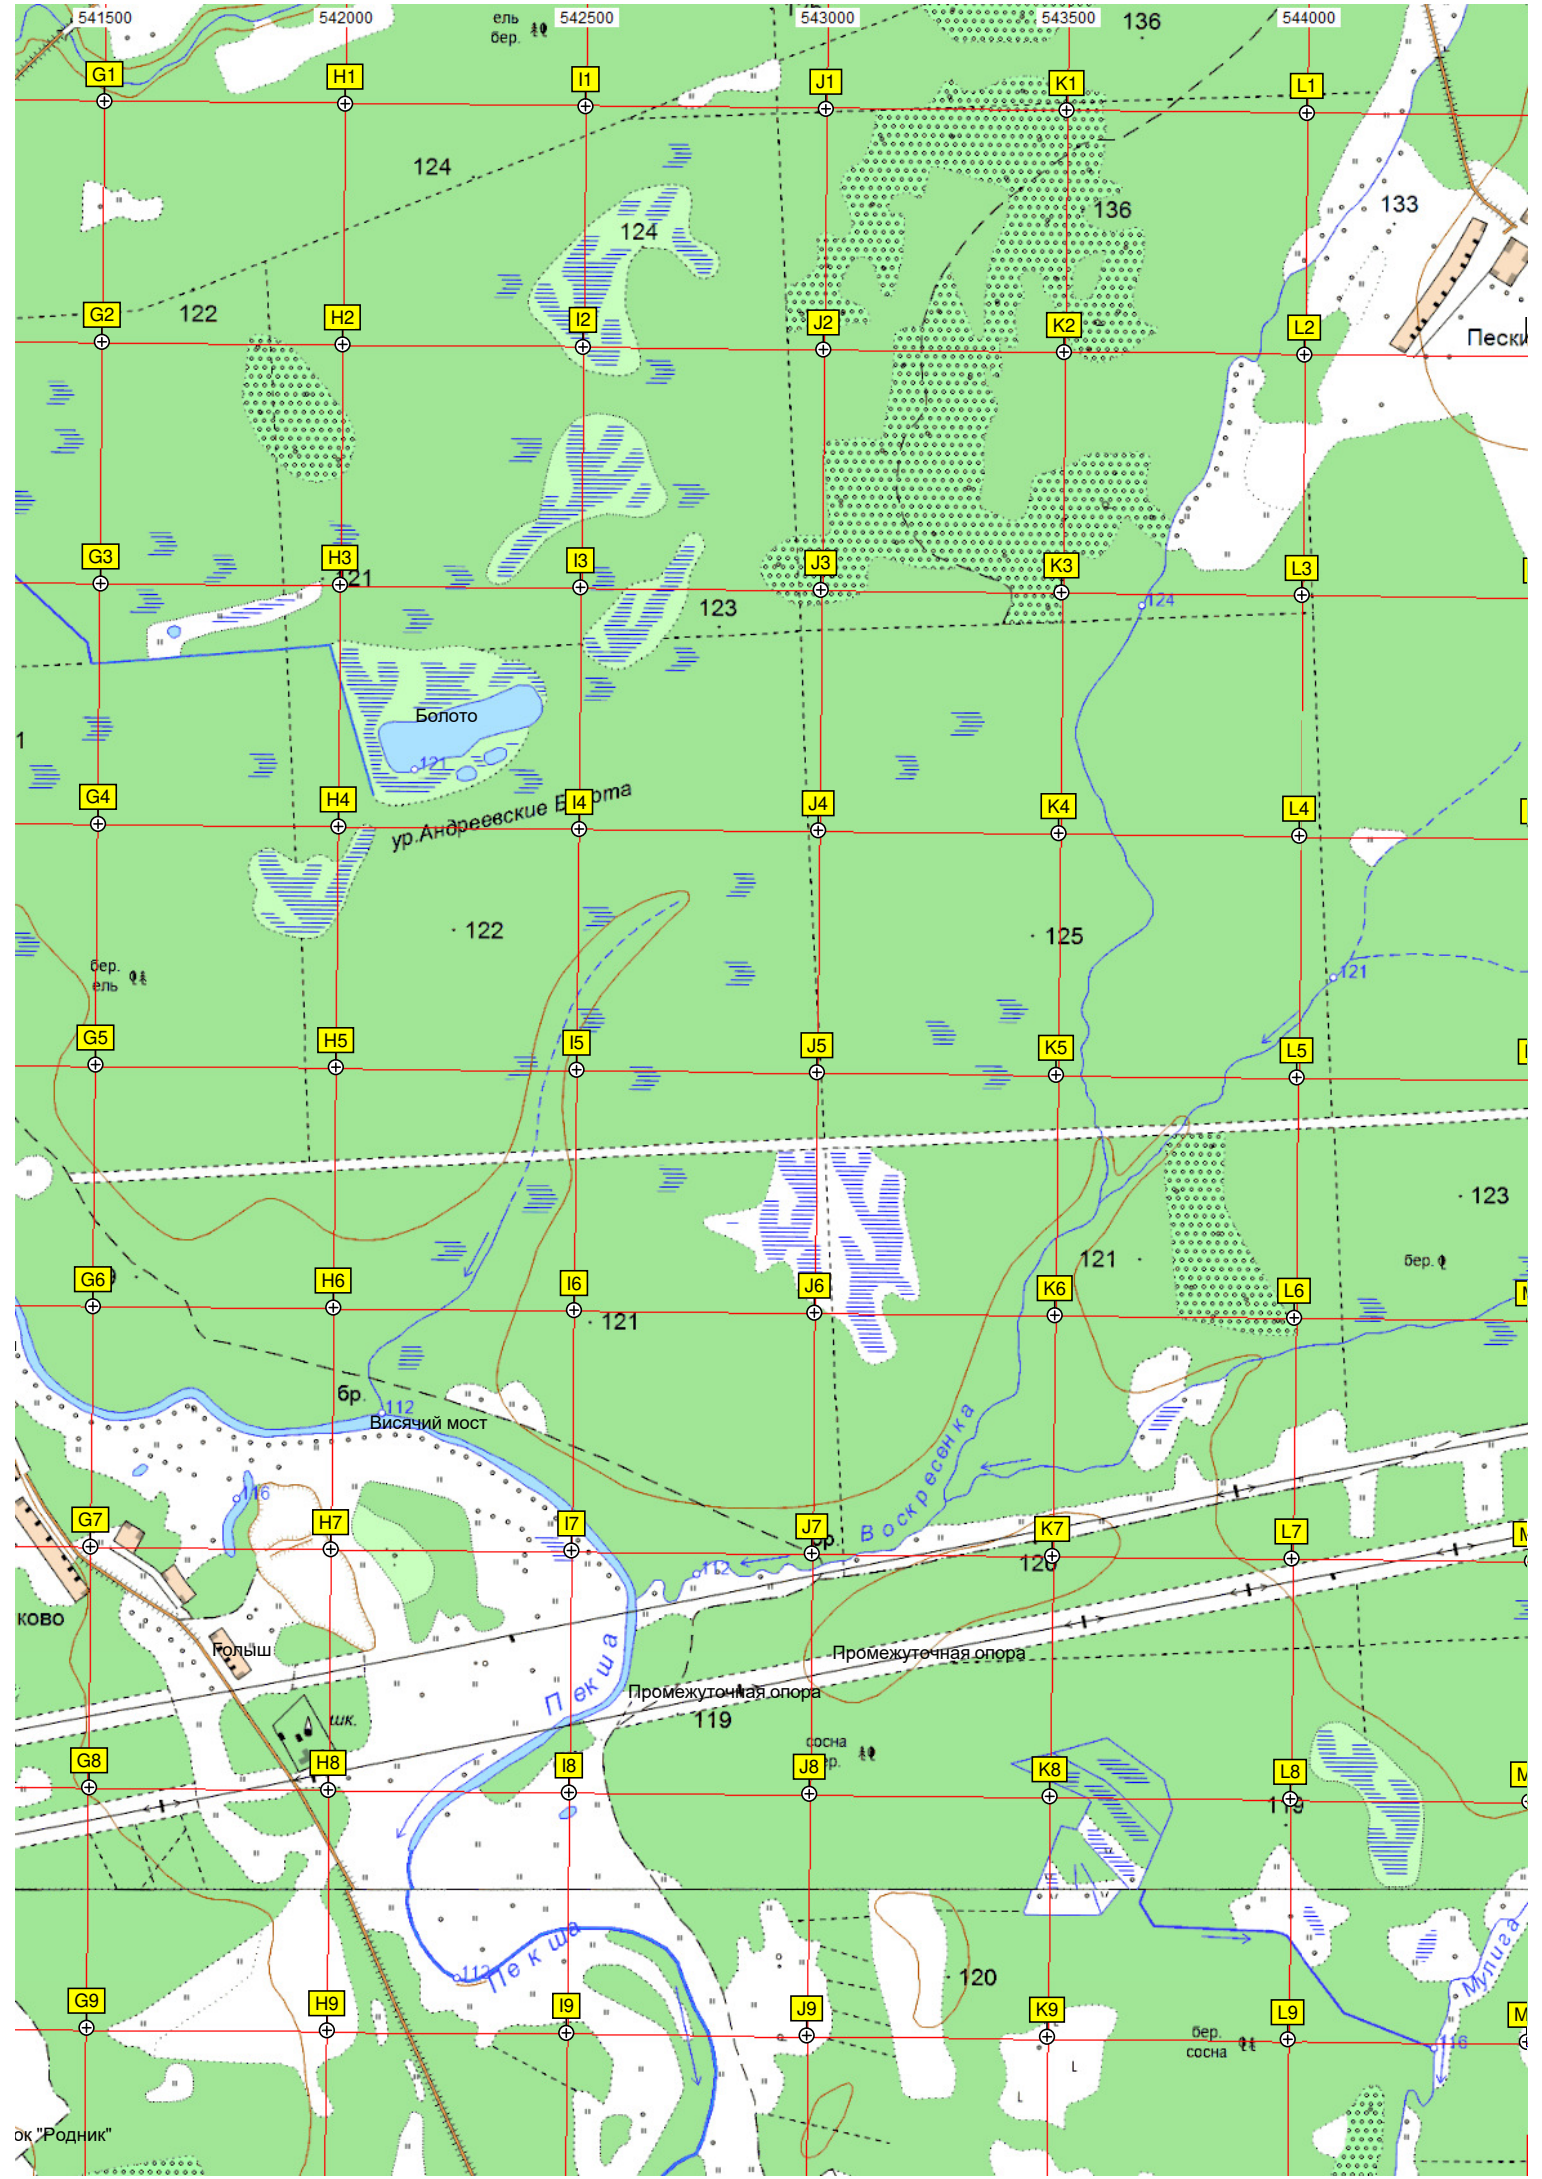 541500 542000 542500 543000 543500 544000
ель
бер.
136
G1 H1 I1 J1 K1 L1
124
133
136
124
122
G2 H2 I2 J2 K2 L2
Пески
G3 H3 I3 J3 K3 L3
121
124
123
Болото
1
121
G4 H4 I4 J4 K4 L4
ур.Андреевские
122
125
бер.
ель
121
G5 H5 I5 J5 K5 L5
123
121
бер.
G6 H6 I6 J6 K6 L6
121
бр.
112
Висячий мост
Воскресенка
116
G7 H7 I7 J7 K7 L7
бр.
120
112
ково
Голыш
Пекша
Промежуточная опора
Промежуточная опора
шк.
119
сосна
G8 H8 I8 J8 K8 L8
119
Пекша
112
120
Мулига
G9 H9 I9 J9 K9 L9
бер.
сосна
116
ок "Родник"